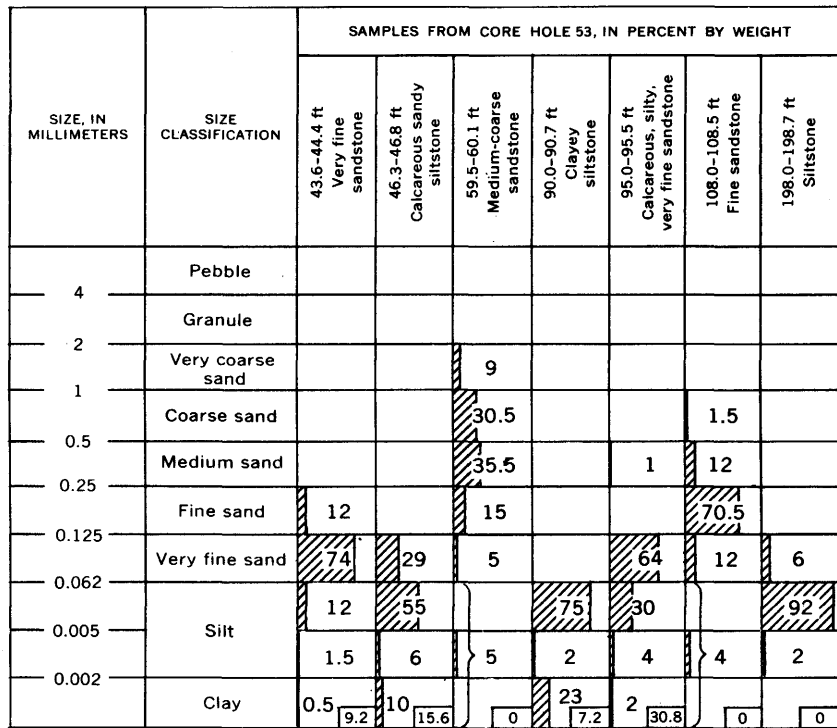 SAMPLES FROM CORE HOLE 53, IN PERCENT BY WEIGHT
SIZE, IN
MILLIMETERS
SIZE
CLASSIFICATION
43.6–44.4 ft
Very fine
sandstone
46.3–46.8 ft
Calcareous sandy
siltstone
59.5–60.1 ft
Medium-coarse
sandstone
90.0–90.7 ft
Clayey
siltstone
95.0–95.5 ft
Calcareous, silty,
very fine sandstone
108.0–108.5 ft
Fine sandstone
198.0–198.7 ft
Siltstone
Pebble
4
Granule
2
Very coarse
sand
9
1
Coarse sand 30.5 1.5
0.5
Medium sand 35.5 1 12
0.25
Fine sand 12 15 70.5
0.125
Very fine sand 74 29 5 64 12 6
0.062
12 55 75 30 92
0.005
Silt
1.5 6 5 2 4 4 2
0.002
Clay 0.5 10 23 2
9.2 15.6 0 7.2 30.8 0 0